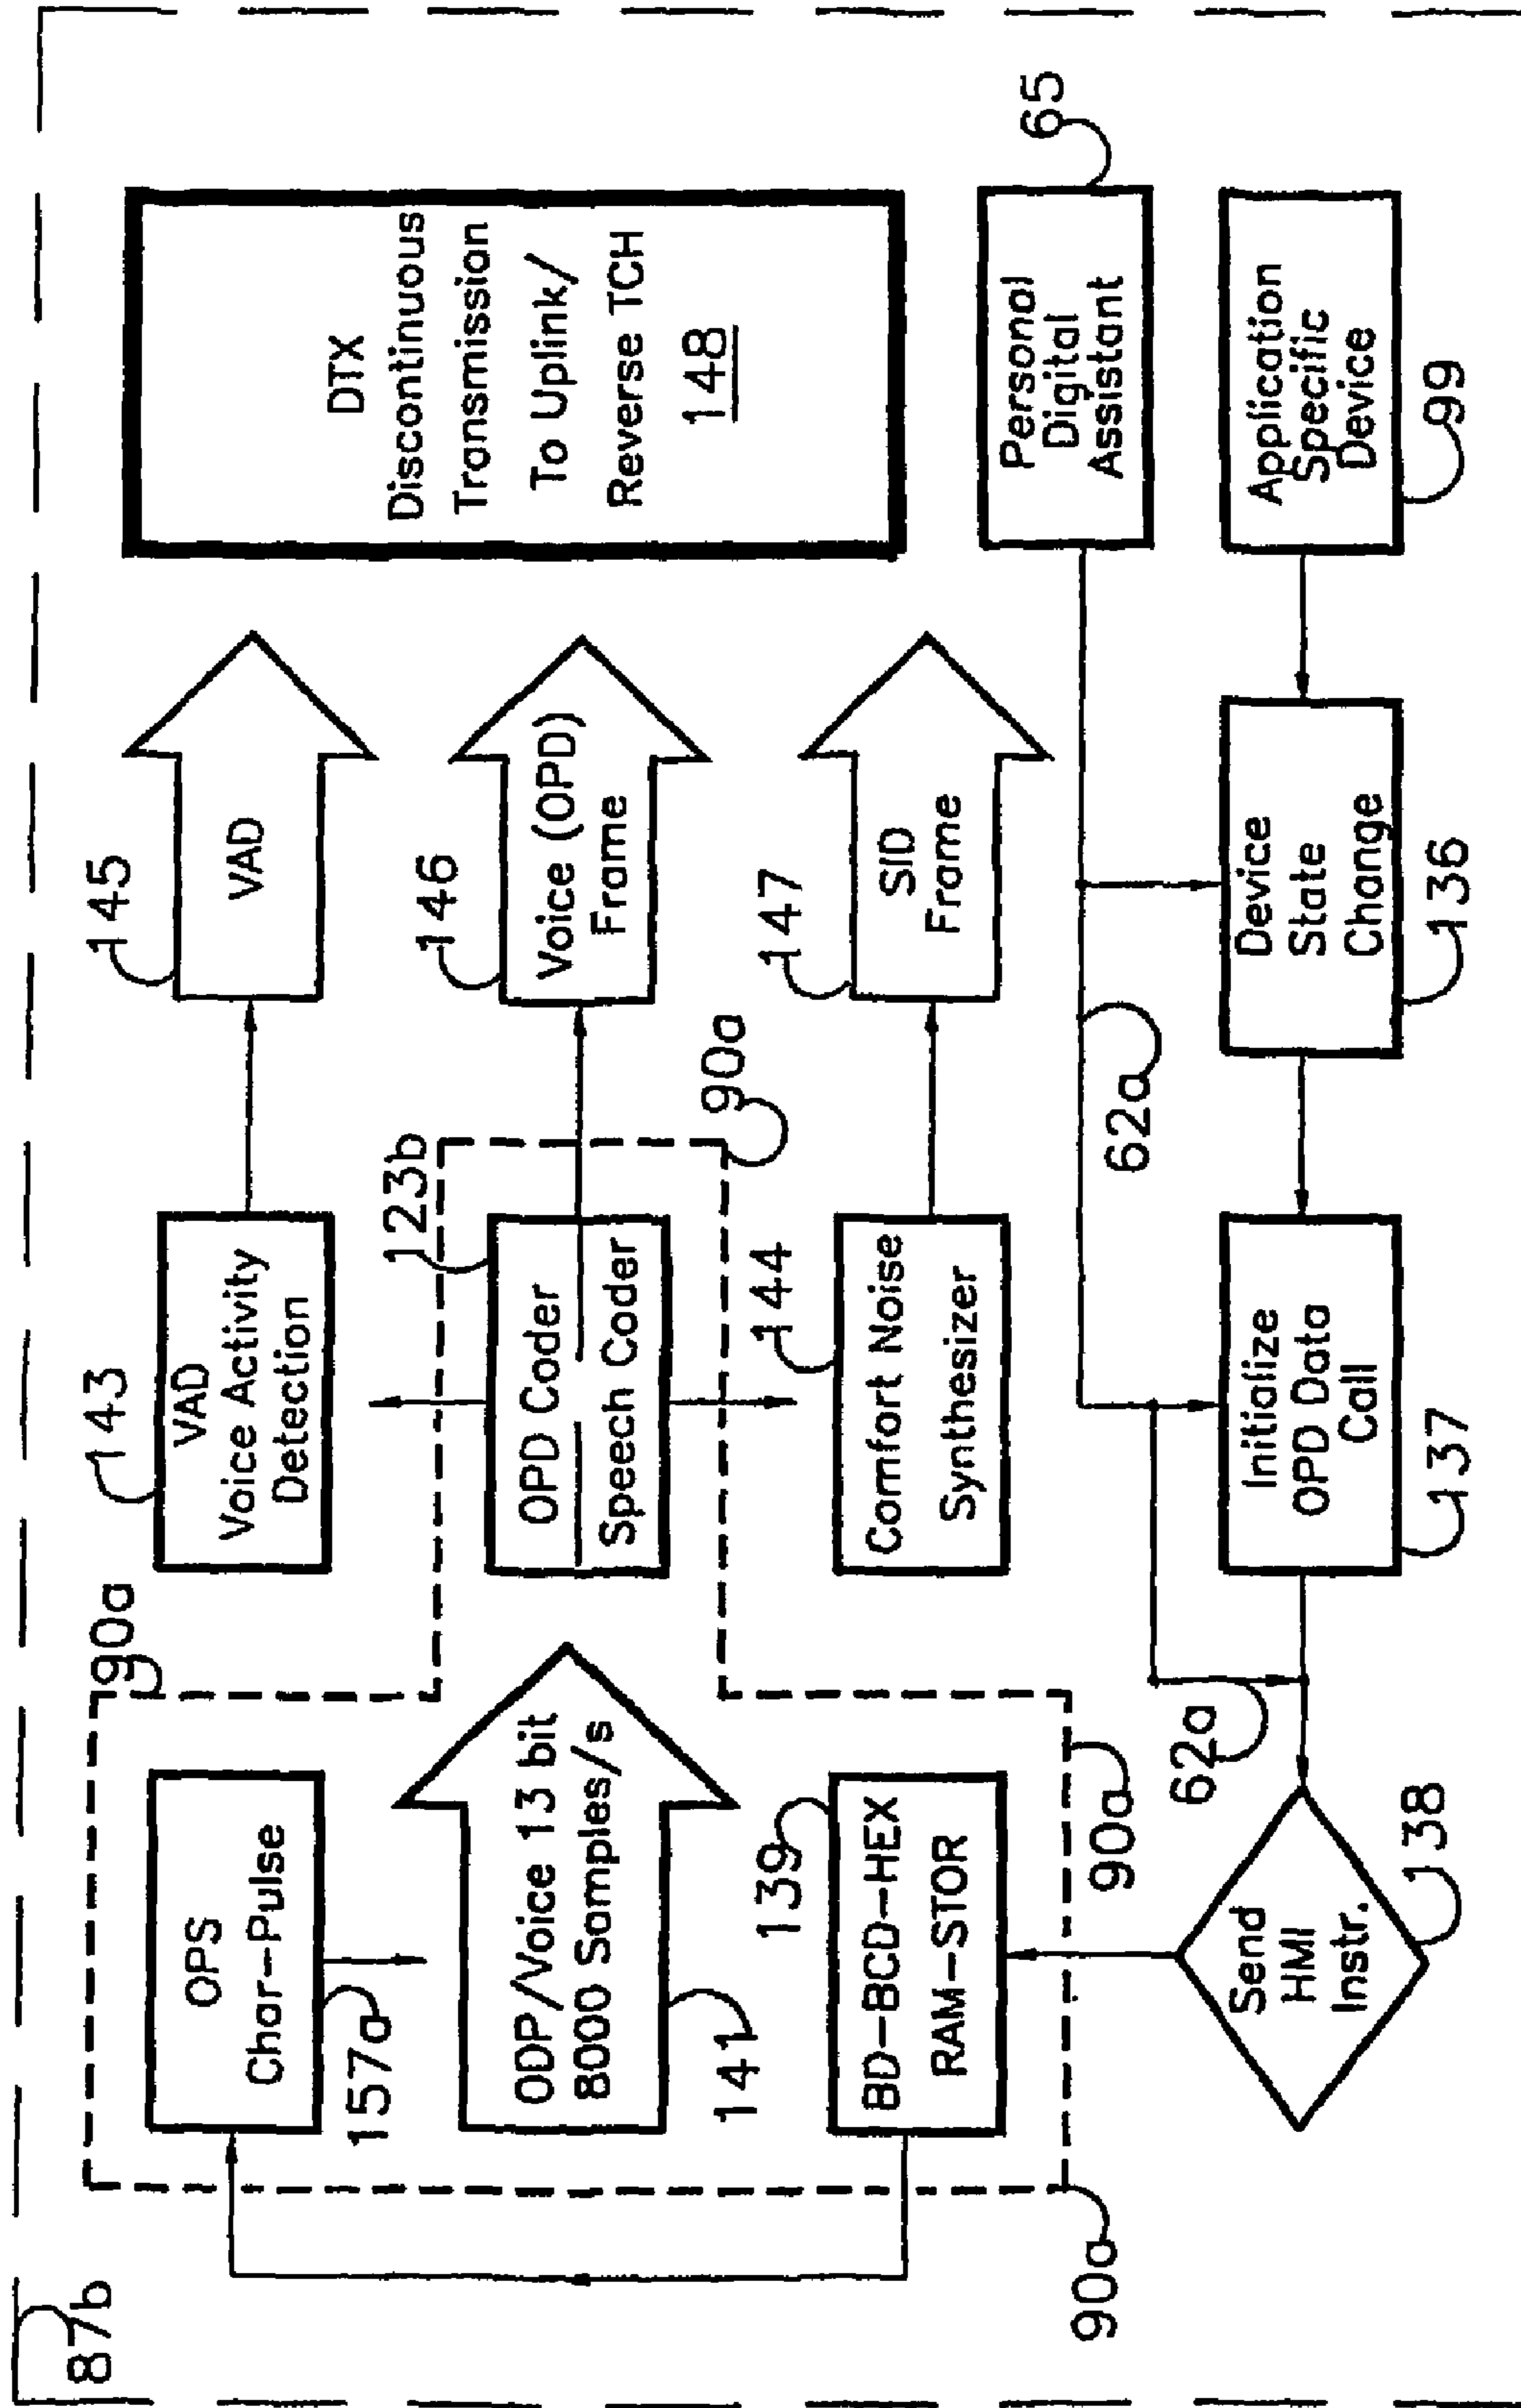 87b
90a
OPS
Char-Pulse
157a
ODP/Voice 13 bit
8000 Samples/s
141
139
BD-BCD-HEX
RAM-STOR
90a
90a
143
VAD
Voice Activity
Detection
123b
OPD Coder
Speech Coder
90a
144
Comfort Noise
Synthesizer
145
VAD
146
Voice (OPD)
Frame
147
SID
Frame
DTX
Discontinuous
Transmission
To Uplink/
Reverse TCH
148
Personal
Digital
Assistant
65
Application
Specific
Device
99
Device
State
Change
136
62a
Initialize
OPD Data
Call
137
62a
Send
HMI
Instr.
138